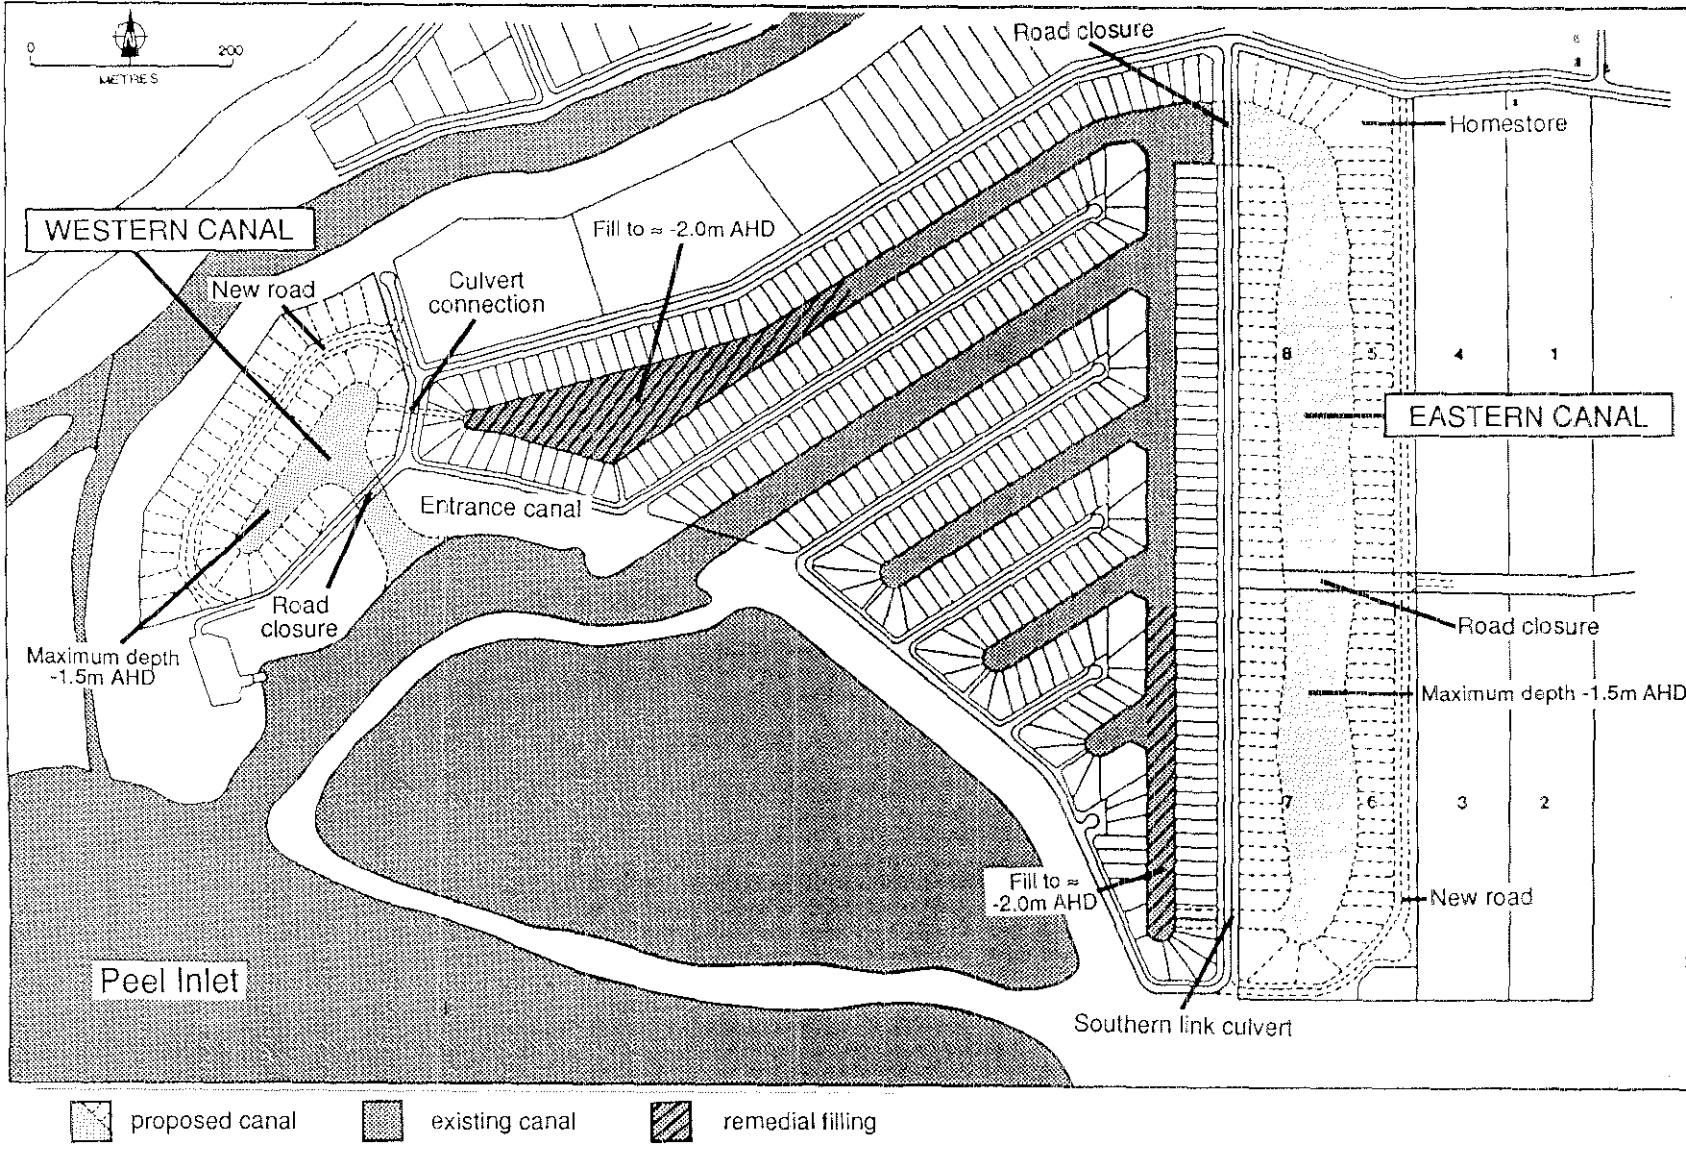 0
N
200
METRES
Road closure
Homestore
WESTERN CANAL
Fill to ≈ -2.0m AHD
New road
Culvert
connection
8
5
4
1
EASTERN CANAL
Entrance canal
Road
closure
Road closure
Maximum depth
-1.5m AHD
Maximum depth -1.5m AHD
7
6
3
2
Fill to ≈
-2.0m AHD
New road
Peel Inlet
Southern link culvert
proposed canal
existing canal
remedial filling